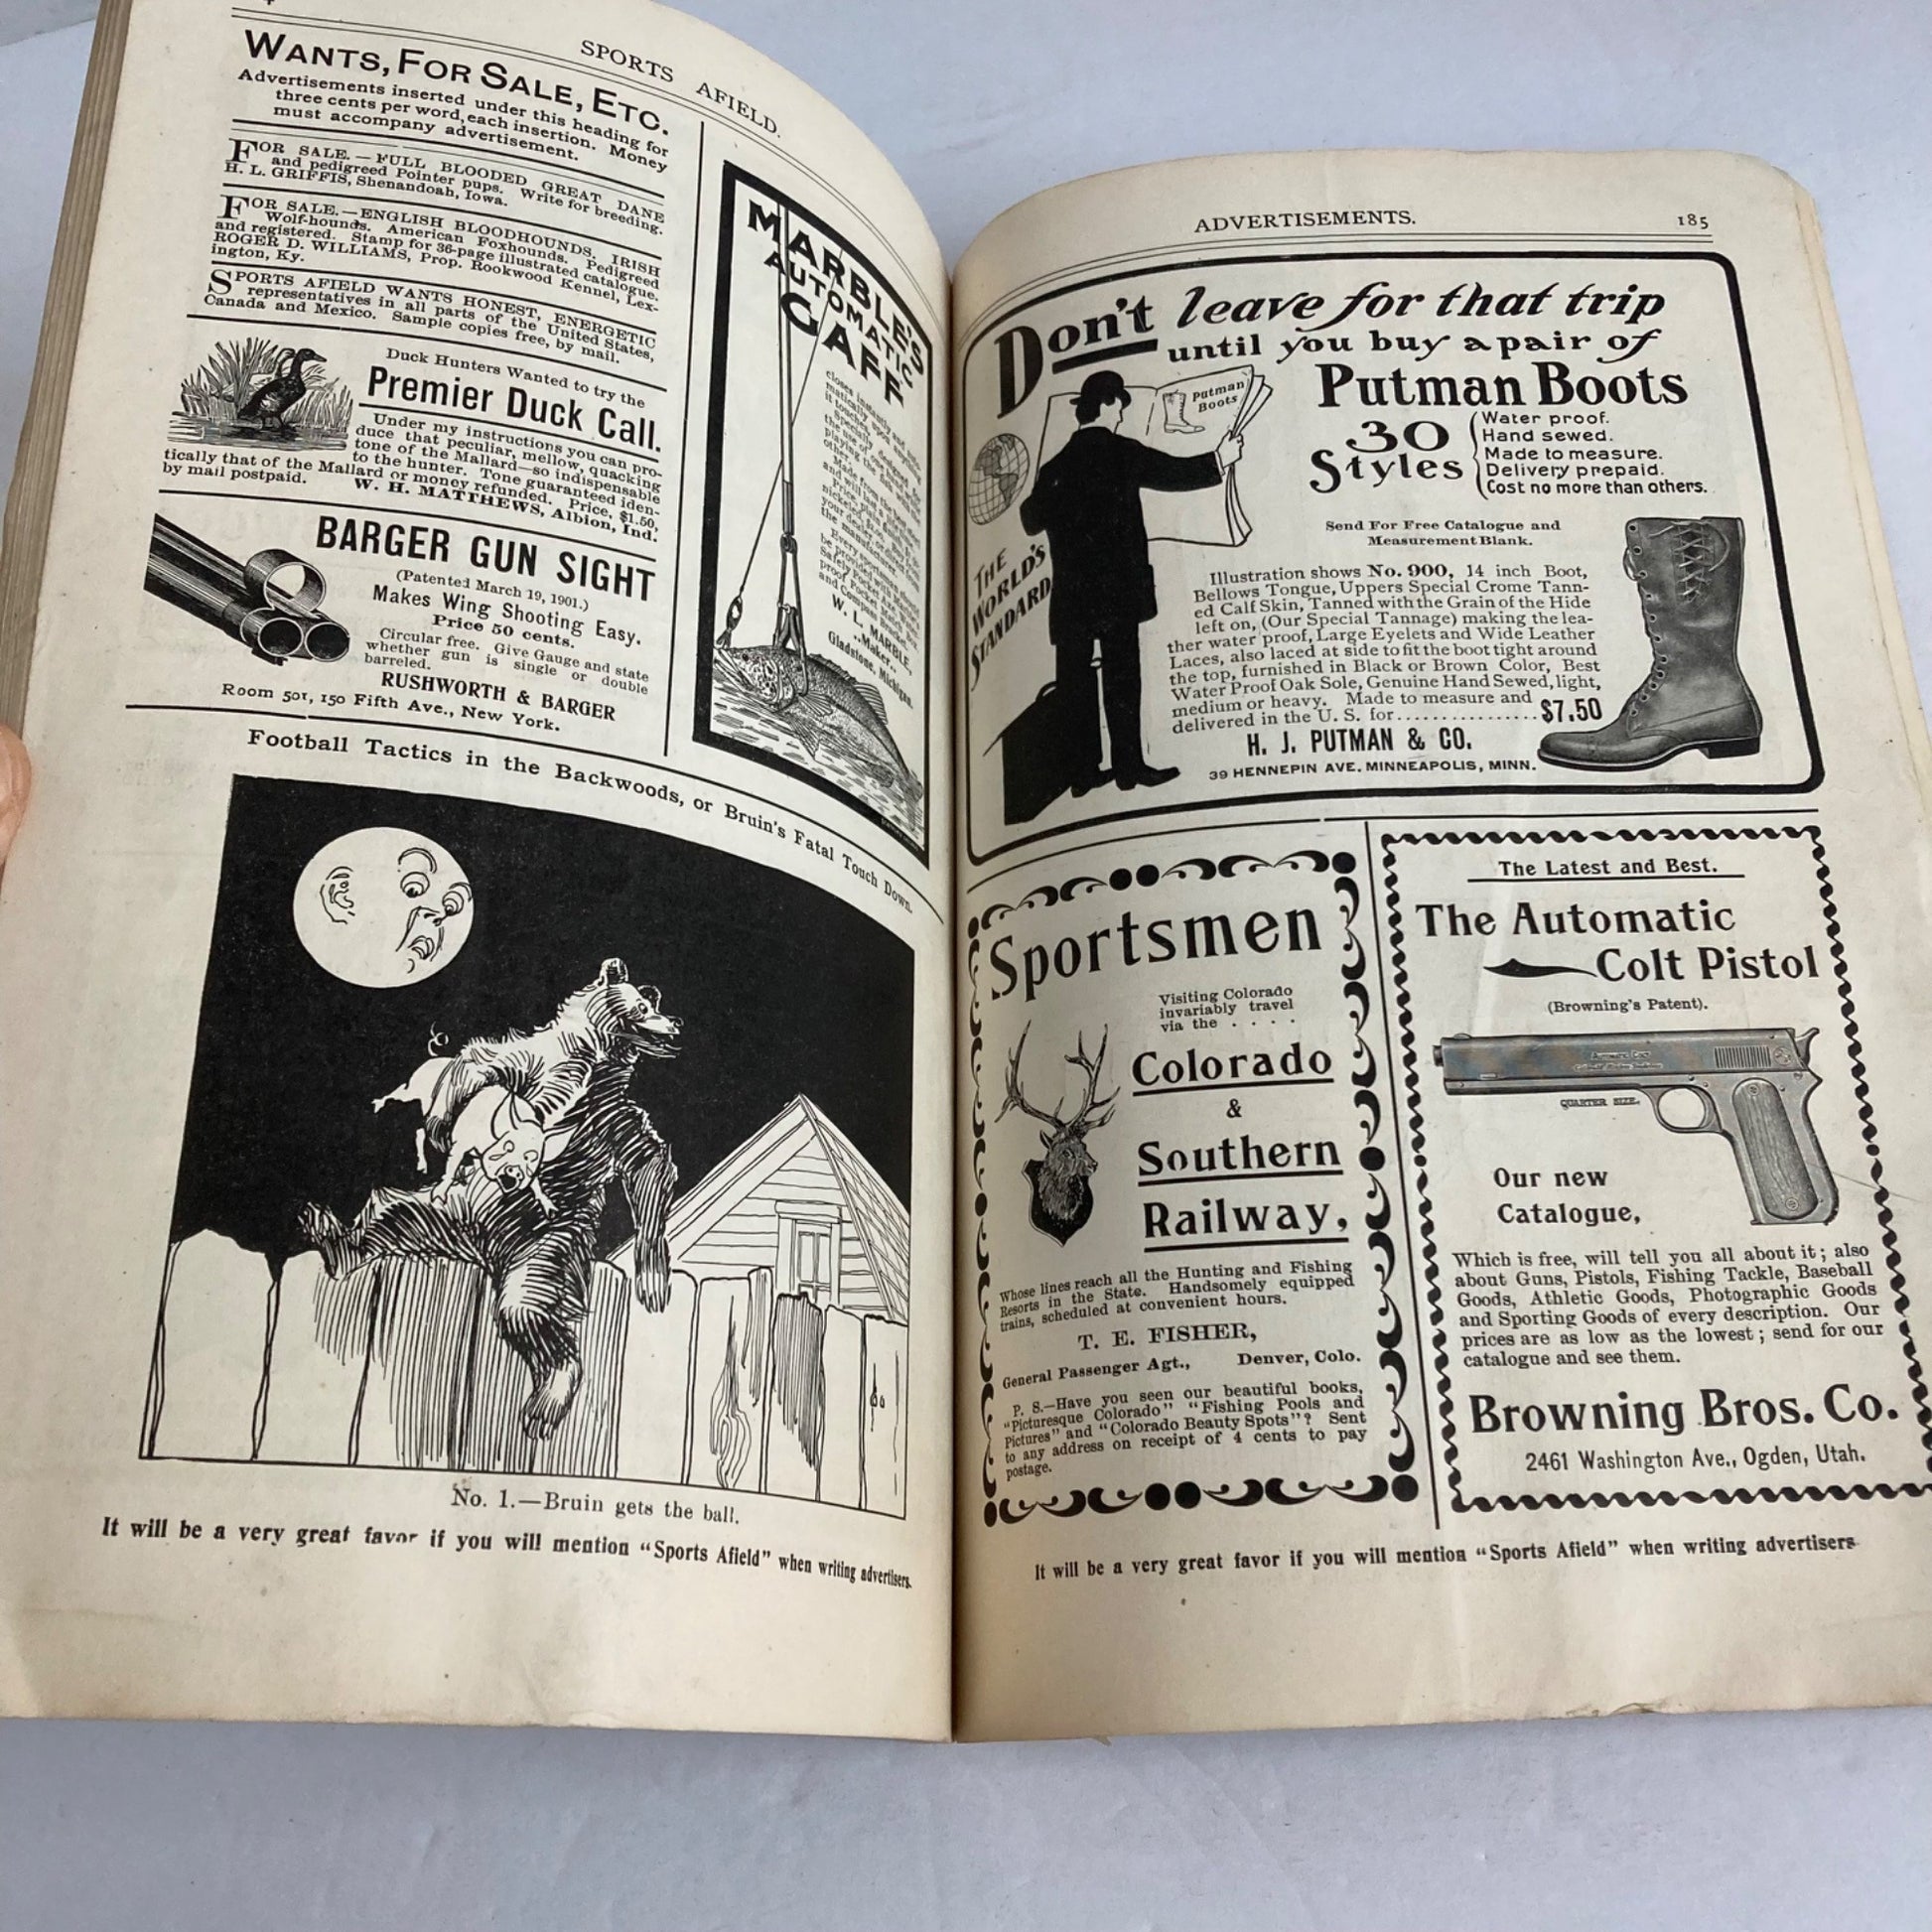 SPORTS AFIELD.
WANTS, FOR SALE, ETC.
Advertisements inserted under this heading for
three cents per word, each insertion. Money
must accompany advertisement.
FOR SALE.—FULL BLOODED GREAT DANE
and pedigreed Pointer pups. Write for breeding.
H. L. GRIFFIS, Shenandoah, Iowa.
FOR SALE.—ENGLISH BLOODHOUNDS. IRISH
Wolf-hounds. American Foxhounds. Pedigreed
and registered. Stamp for 36-page illustrated catalogue.
ROGER D. WILLIAMS, Prop. Rookwood Kennel, Lex-
ington, Ky.
SPORTS AFIELD WANTS HONEST, ENERGETIC
representatives in all parts of the United States,
Canada and Mexico. Sample copies free, by mail.
Duck Hunters Wanted to try the
Premier Duck Call.
Under my instructions you can pro-
duce that peculiar, mellow, quacking
tone of the Mallard—so indispensable
to the hunter. Tone guaranteed iden-
tically that of the Mallard or money refunded. Price, $1.50,
by mail postpaid.
W. H. MATTHEWS, Albion, Ind.
BARGER GUN SIGHT
(Patented March 19, 1901.)
Makes Wing Shooting Easy.
Price 50 cents.
Circular free. Give Gauge and state
whether gun is single or double
barreled.
RUSHWORTH & BARGER
Room 501, 150 Fifth Ave., New York.
MARBLE'S
AUTOMATIC
GAFF
closes instantly and
W. L. MARBLE,
..Maker..
Gladstone, Michigan.
Football Tactics in the Backwoods, or Bruin's Fatal Touch Down.
No. 1.—Bruin gets the ball.
It will be a very great favor if you will mention "Sports Afield" when writing advertisers.
ADVERTISEMENTS.
185
Don't leave for that trip
until you buy a pair of
Putman Boots
Putman
Boots
30
Styles
Water proof.
Hand sewed.
Made to measure.
Delivery prepaid.
Cost no more than others.
THE
WORLD'S
STANDARD
Send For Free Catalogue and
Measurement Blank.
Illustration shows No. 900, 14 inch Boot,
Bellows Tongue, Uppers Special Crome Tann-
ed Calf Skin, Tanned with the Grain of the Hide
left on, (Our Special Tannage) making the lea-
ther water proof, Large Eyelets and Wide Leather
Laces, also laced at side to fit the boot tight around
the top, furnished in Black or Brown Color, Best
Water Proof Oak Sole, Genuine Hand Sewed, light,
medium or heavy. Made to measure and
delivered in the U. S. for................$7.50
H. J. PUTMAN & CO.
39 HENNEPIN AVE. MINNEAPOLIS, MINN.
Sportsmen
Visiting Colorado
invariably travel
via the . . . .
Colorado
&
Southern
Railway,
Whose lines reach all the Hunting and Fishing
Resorts in the State. Handsomely equipped
trains, scheduled at convenient hours.
T. E. FISHER,
General Passenger Agt., Denver, Colo.
P. S.—Have you seen our beautiful books,
"Picturesque Colorado" "Fishing Pools and
Pictures" and "Colorado Beauty Spots"? Sent
to any address on receipt of 4 cents to pay
postage.
The Latest and Best.
The Automatic
Colt Pistol
(Browning's Patent).
QUARTER SIZE.
Our new
Catalogue,
Which is free, will tell you all about it; also
about Guns, Pistols, Fishing Tackle, Baseball
Goods, Athletic Goods, Photographic Goods
and Sporting Goods of every description. Our
prices are as low as the lowest; send for our
catalogue and see them.
Browning Bros. Co.
2461 Washington Ave., Ogden, Utah.
It will be a very great favor if you will mention "Sports Afield" when writing advertisers